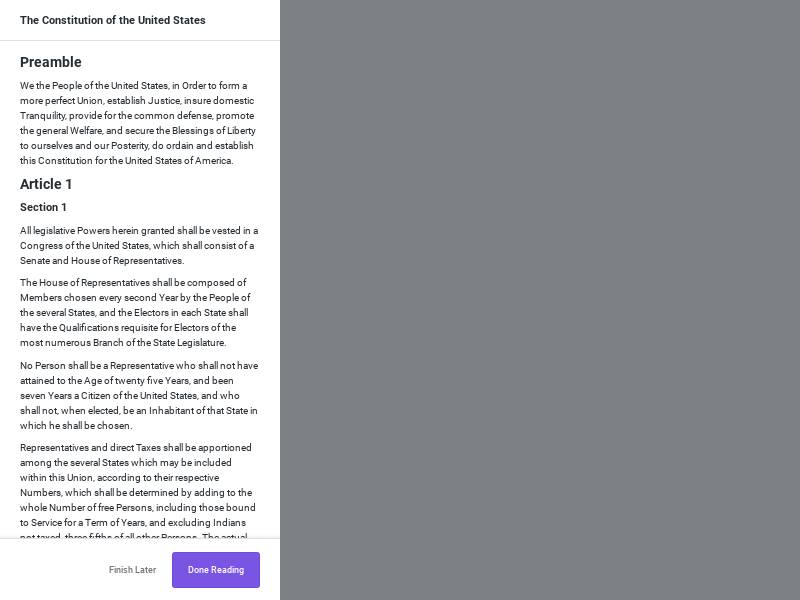 The Constitution of the United States
Preamble
We the People of the United States, in Order to form a
more perfect Union, establish Justice, insure domestic
Tranquility, provide for the common defense, promote
the general Welfare, and secure the Blessings of Liberty
to ourselves and our Posterity, do ordain and establish
this Constitution for the United States of America.
Article 1
Section 1
All legislative Powers herein granted shall be vested in a
Congress of the United States, which shall consist of a
Senate and House of Representatives.
The House of Representatives shall be composed of
Members chosen every second Year by the People of
the several States, and the Electors in each State shall
have the Qualifications requisite for Electors of the
most numerous Branch of the State Legislature.
No Person shall be a Representative who shall not have
attained to the Age of twenty five Years, and been
seven Years a Citizen of the United States, and who
shall not, when elected, be an Inhabitant of that State in
which he shall be chosen.
Representatives and direct Taxes shall be apportioned
among the several States which may be included
within this Union, according to their respective
Numbers, which shall be determined by adding to the
whole Number of free Persons, including those bound
to Service for a Term of Years, and excluding Indians
not taxed, three fifths of all other Persons. The actual
Finish Later
Done Reading